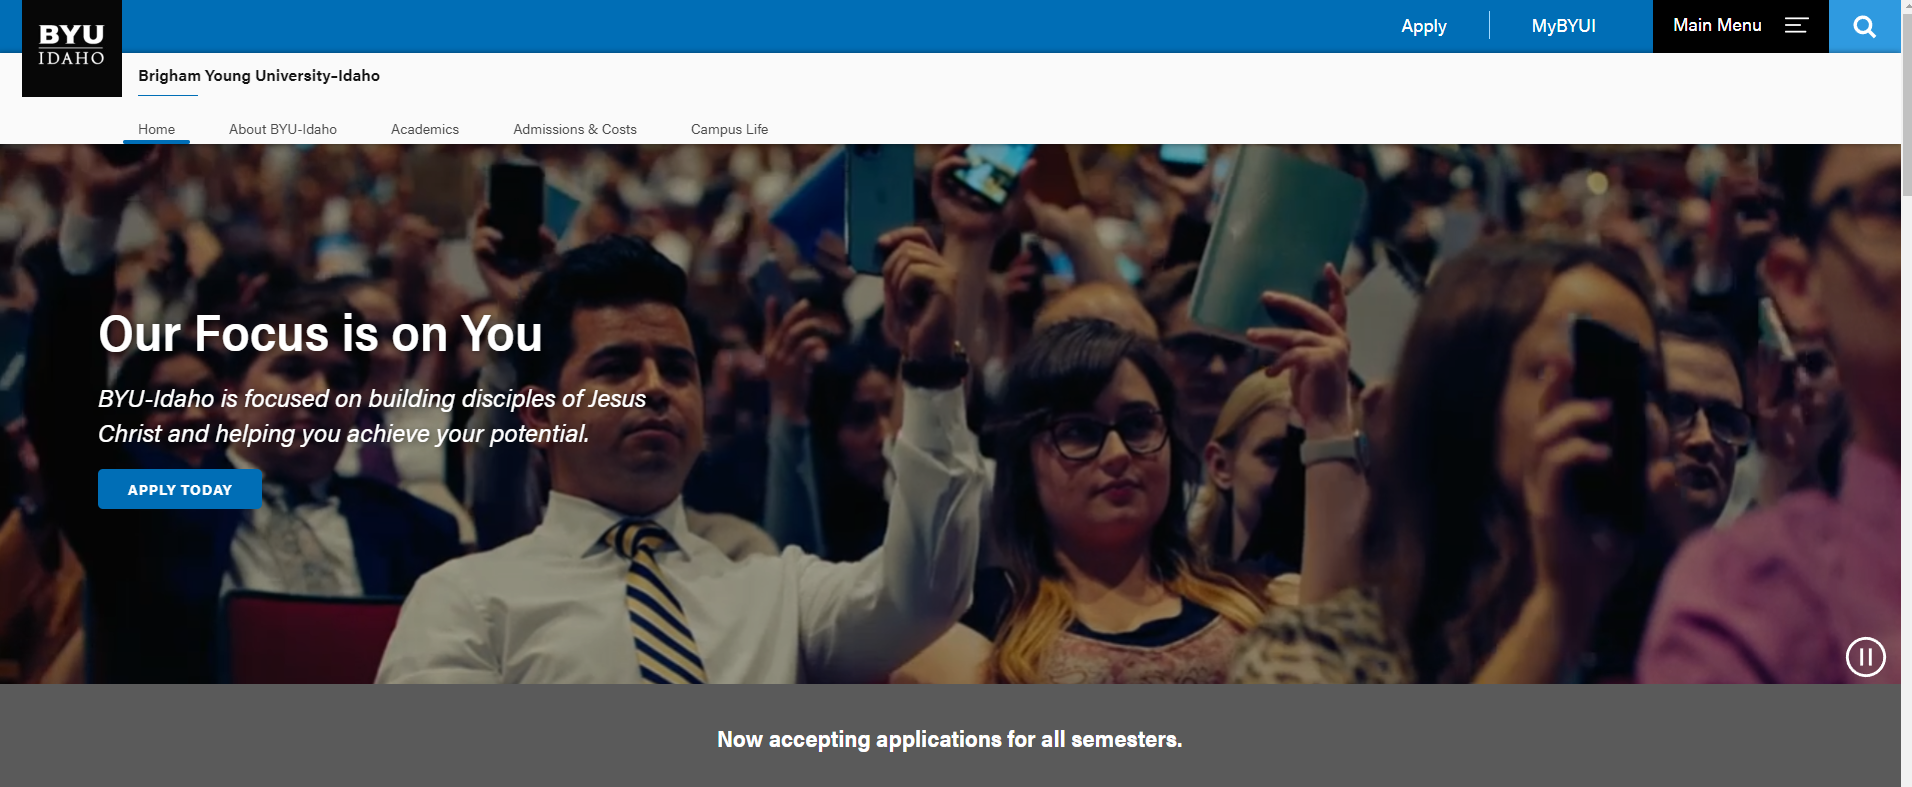 BYU
IDAHO
Apply
MyBYUI
Main Menu
Brigham Young University–Idaho
Home
About BYU-Idaho
Academics
Admissions & Costs
Campus Life
Our Focus is on You
BYU-Idaho is focused on building disciples of Jesus
Christ and helping you achieve your potential.
APPLY TODAY
Now accepting applications for all semesters.